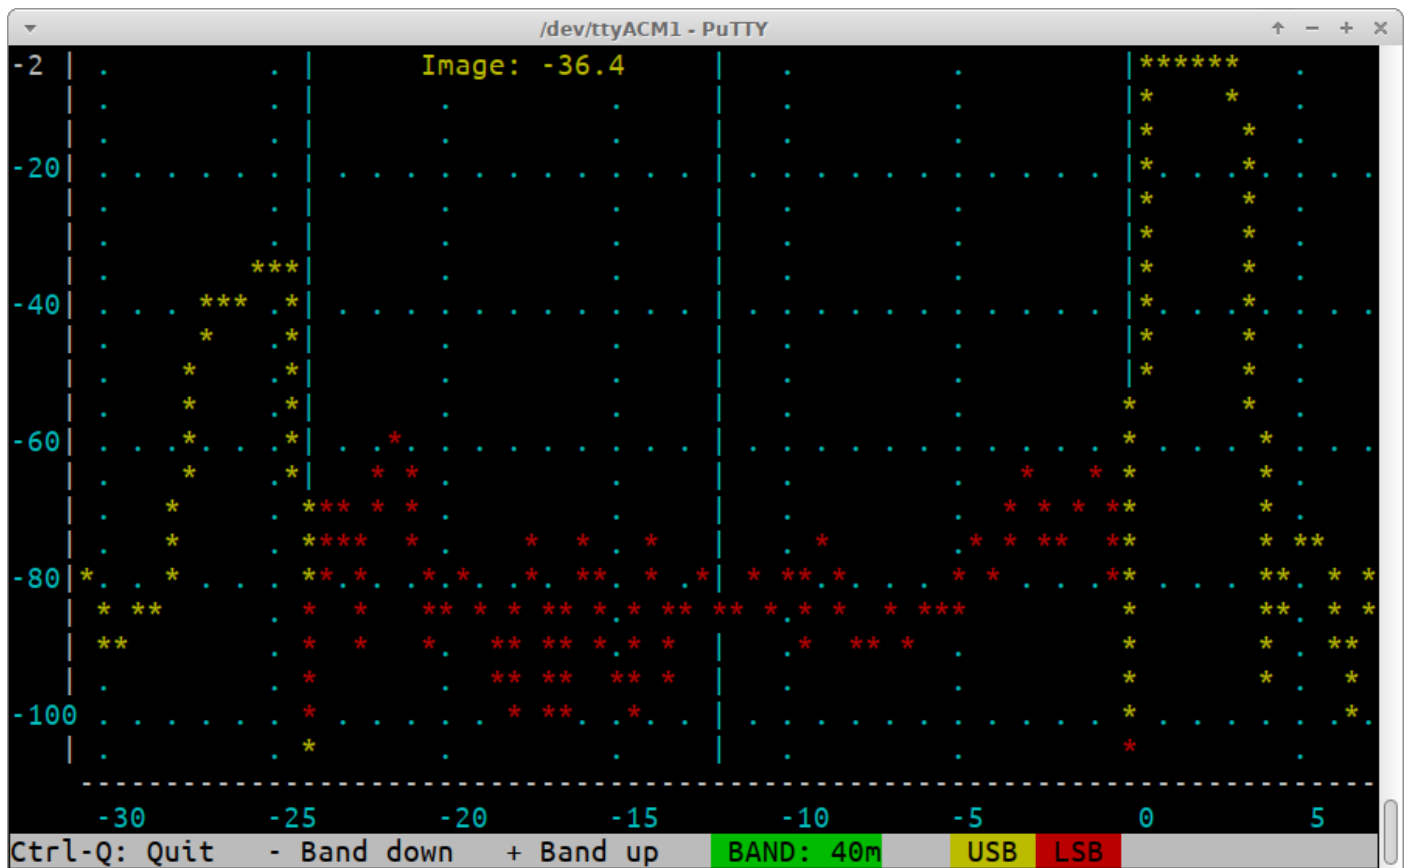 /dev/ttyACM1 - PuTTY
-2
Image: -36.4
-20
-40
-60
-80
-100
-30 -25 -20 -15 -10 -5 0 5
Ctrl-Q: Quit - Band down + Band up BAND: 40m USB LSB